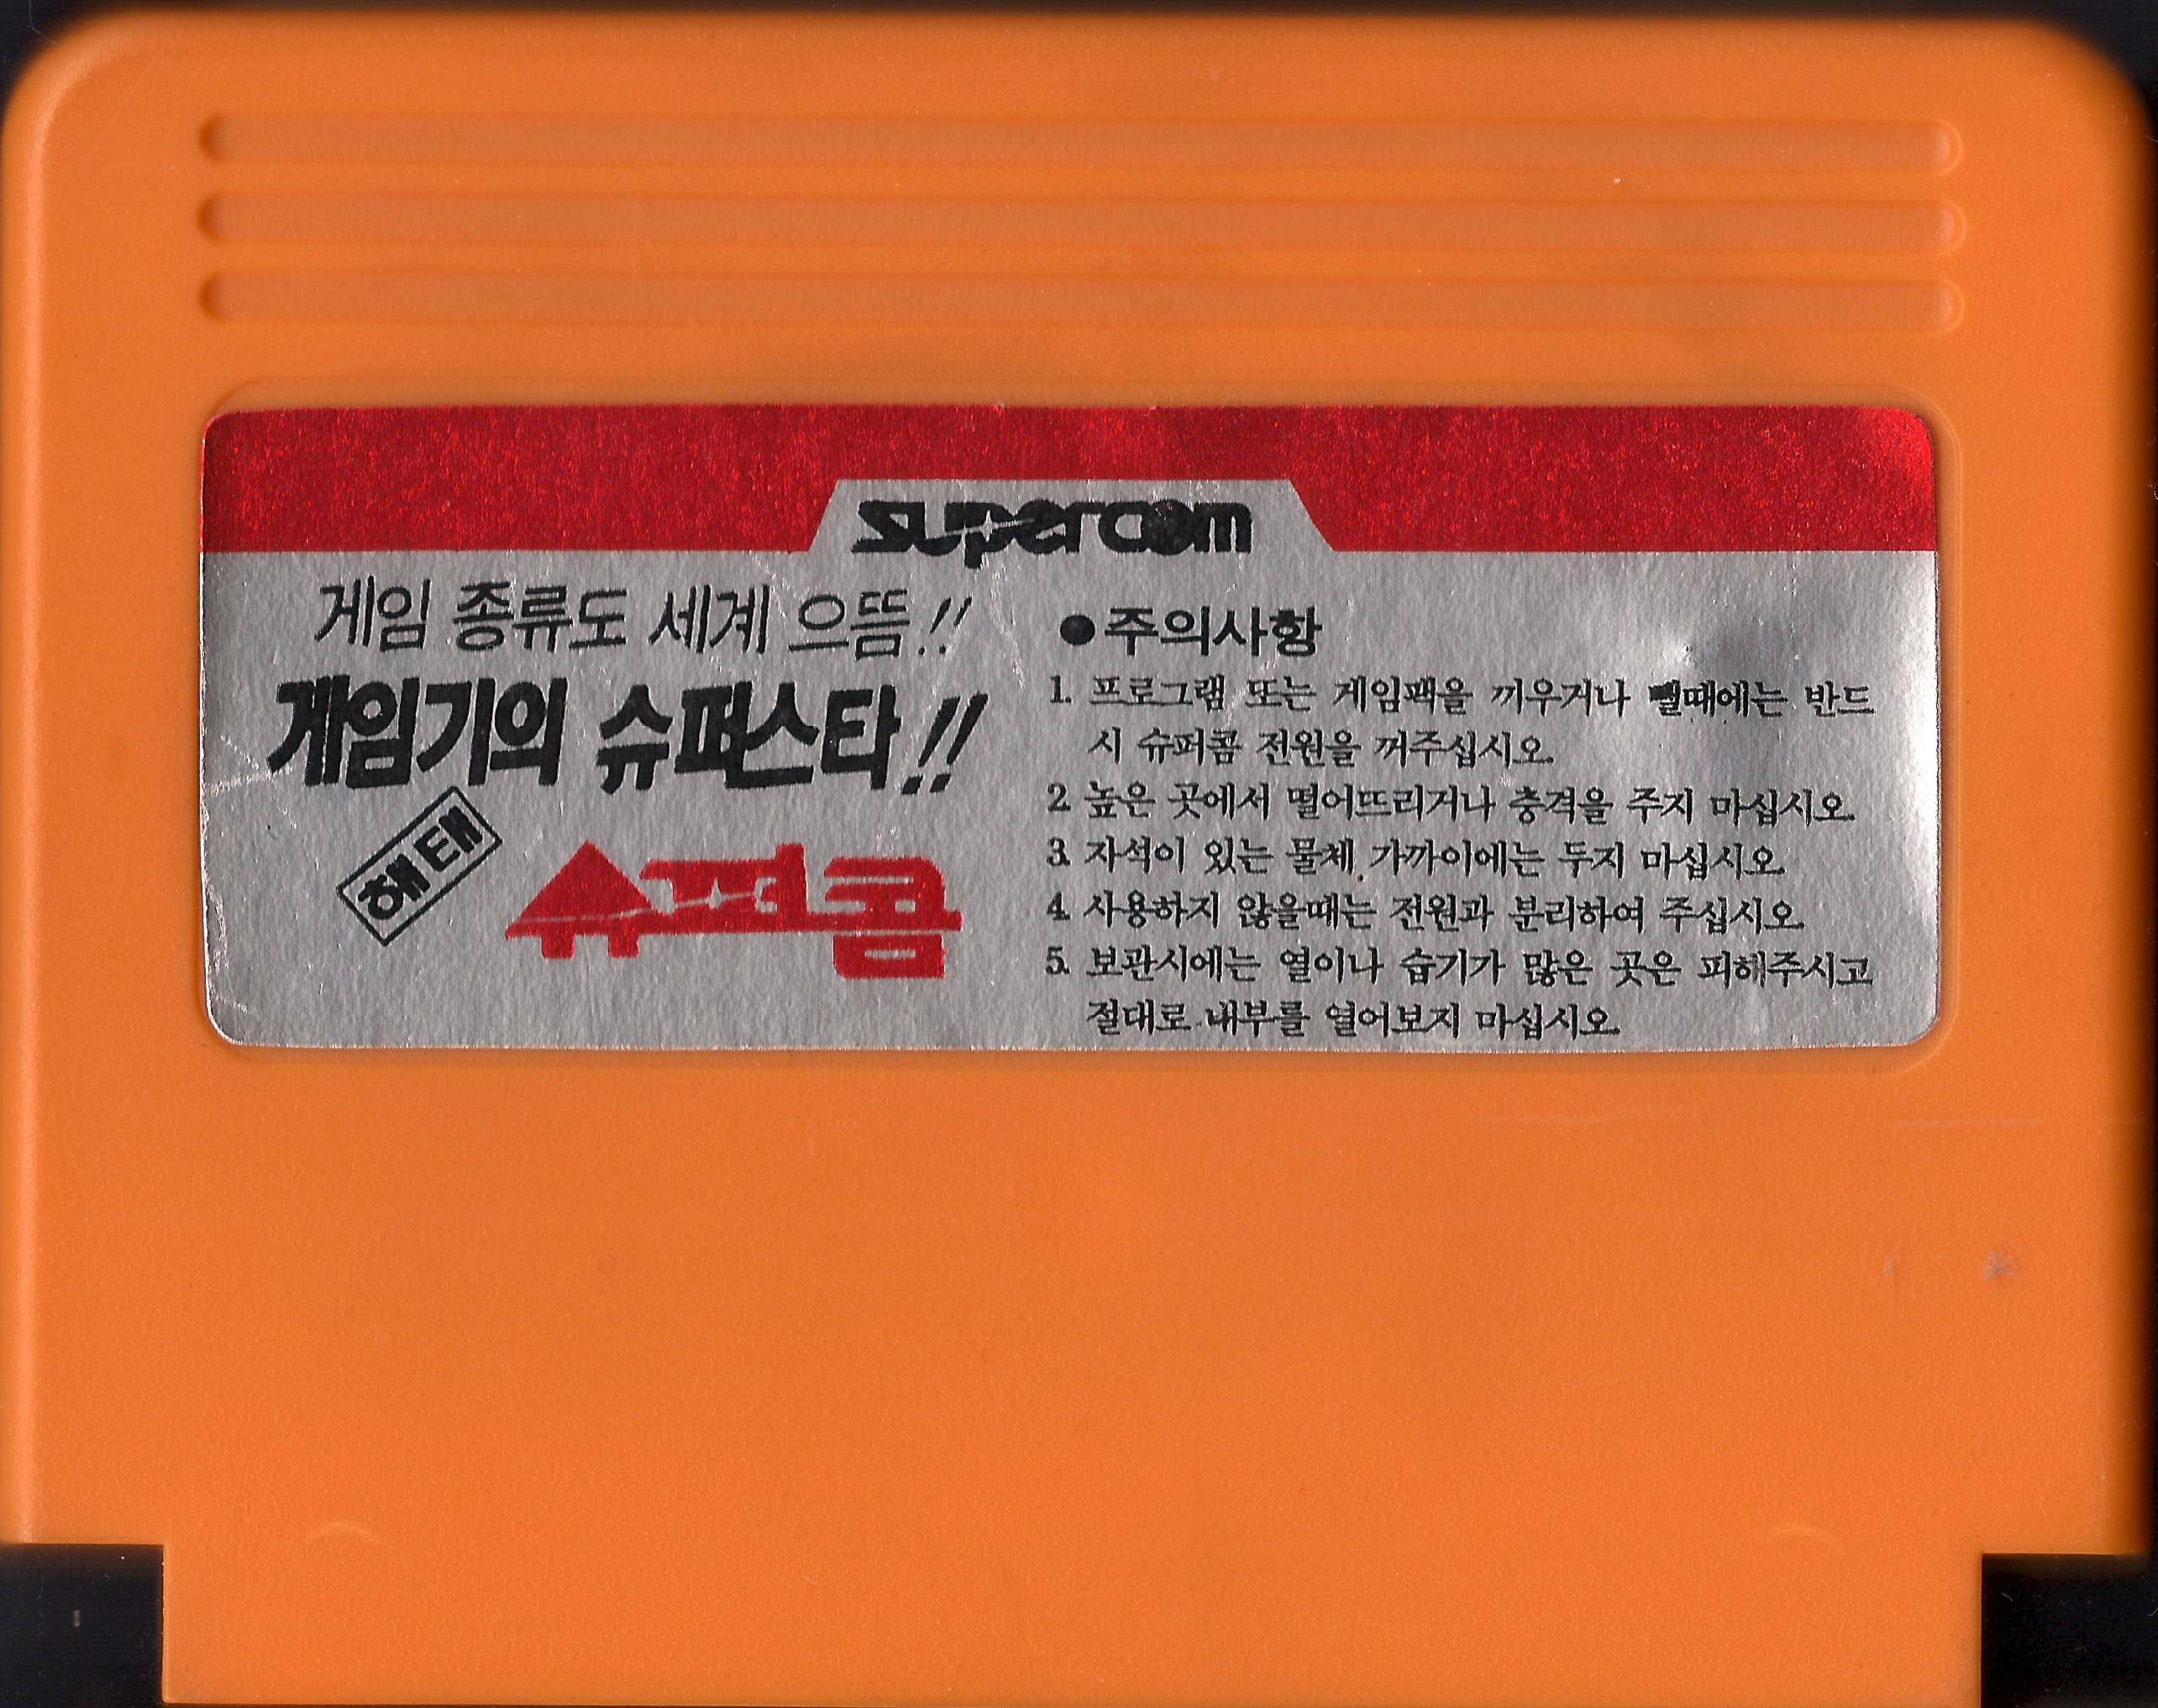 supercom
게임 종류도 세계 으뜸!!
게임기의 슈퍼스타!!
해태
슈퍼콤
●주의사항
1. 프로그램 또는 게임팩을 끼우거나 뺄때에는 반드
시 슈퍼콤 전원을 꺼주십시오.
2. 높은 곳에서 떨어뜨리거나 충격을 주지 마십시오.
3. 자석이 있는 물체 가까이에는 두지 마십시오.
4. 사용하지 않을때는 전원과 분리하여 주십시오.
5. 보관시에는 열이나 습기가 많은 곳은 피해주시고
절대로 내부를 열어보지 마십시오.